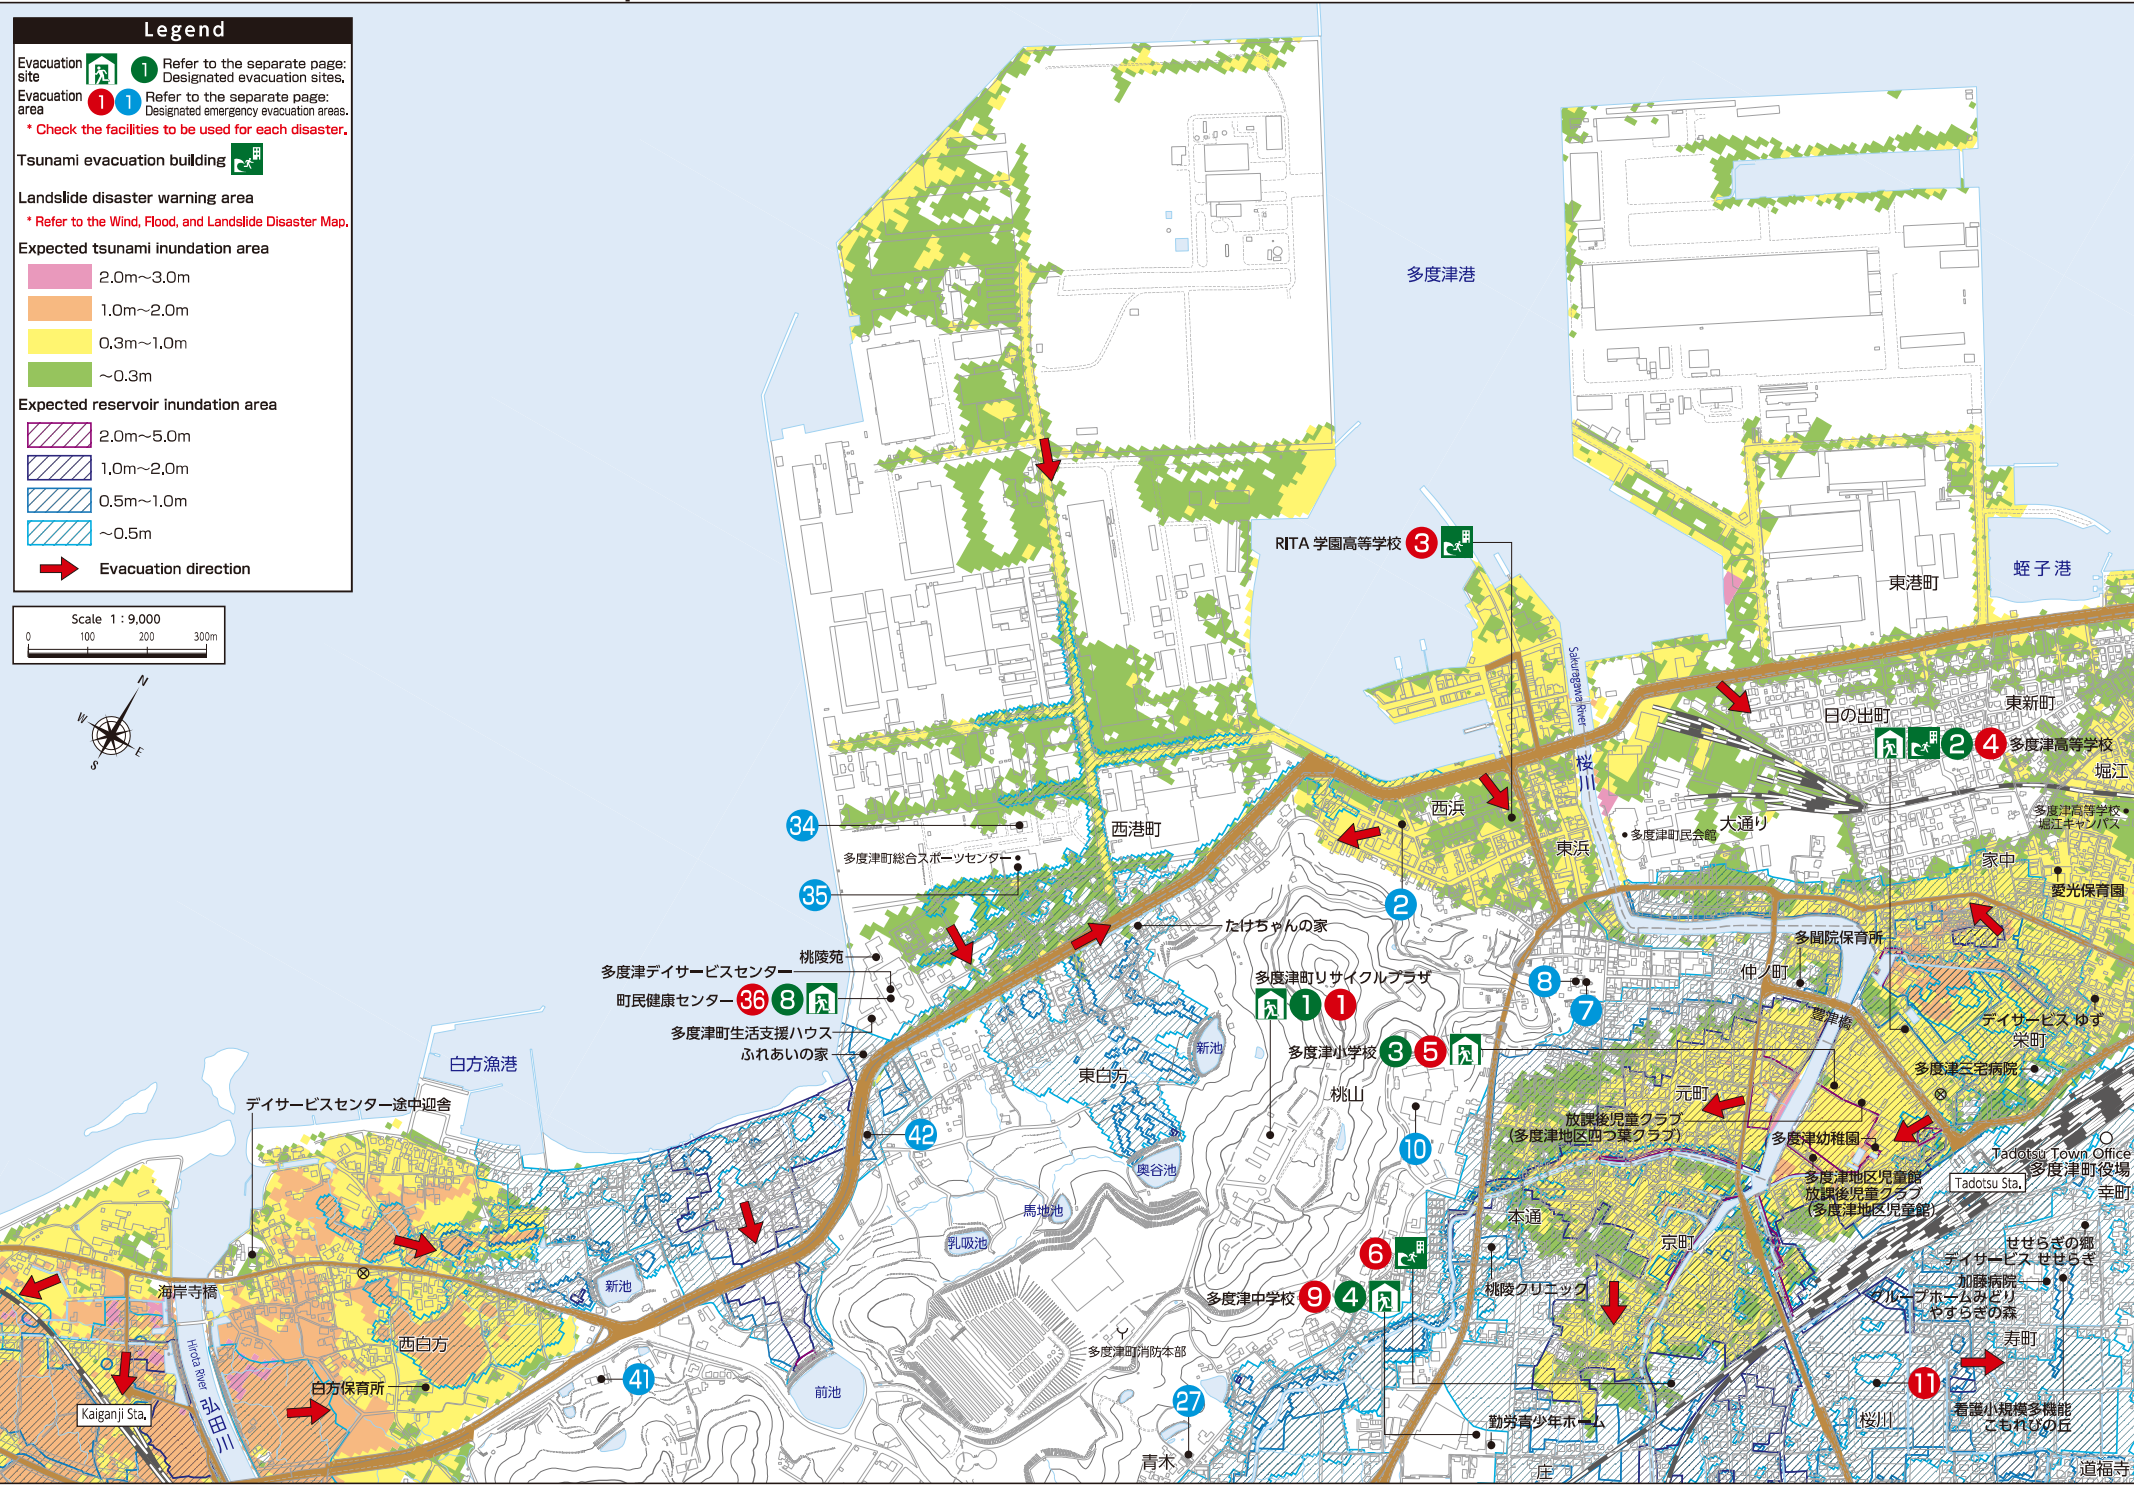 Legend
Evacuation site
1
Refer to the separate page:
Designated evacuation sites.
Evacuation area
1
1
Refer to the separate page:
Designated emergency evacuation areas.
* Check the facilities to be used for each disaster.
Tsunami evacuation building
Landslide disaster warning area
* Refer to the Wind, Flood, and Landslide Disaster Map.
Expected tsunami inundation area
2.0m～3.0m
1.0m～2.0m
0.3m～1.0m
～0.3m
Expected reservoir inundation area
2.0m～5.0m
1.0m～2.0m
0.5m～1.0m
～0.5m
Evacuation direction
Scale 1：9,000
0 100 200 300m
N
W
E
S
多度津港
RITA 学園高等学校 3
蛭子港
東港町
Sakuragawa River
桜川
日の出町
東新町
2 4 多度津高等学校
堀江
多度津高等学校
堀江キャンパス
西浜
大通り
多度津町民会館
東浜
家中
愛光保育園
34
西港町
多度津町総合スポーツセンター
35
2
たけちゃんの家
多聞院保育所
桃陵苑
多度津デイサービスセンター
町民健康センター 36 8
多度津町生活支援ハウス
ふれあいの家
多度津町リサイクルプラザ
1 1
8
7
仲ノ町
豊津橋
デイサービス ゆず
栄町
新池
多度津小学校 3 5
白方漁港
東白方
桃山
多度津三宅病院
デイサービスセンター途中迎舎
元町
放課後児童クラブ
(多度津地区四つ葉クラブ)
42
10
多度津幼稚園
Tadotsu Town Office
多度津町役場
奥谷池
多度津地区児童館
放課後児童クラブ
(多度津地区児童館)
Tadotsu Sta.
幸町
馬地池
本通
乳吸池
京町
6
せせらぎの郷
デイサービス せせらぎ
新池
海岸寺橋
桃陵クリニック
加藤病院
グループホームみどり
やすらぎの森
多度津中学校 9 4
西白方
寿町
多度津町消防本部
Hirota River
弘田川
白方保育所
41
前池
11
27
Kaiganji Sta.
看護小規模多機能
こもれびの丘
勤労青少年ホーム
桜川
青木
庄
道福寺